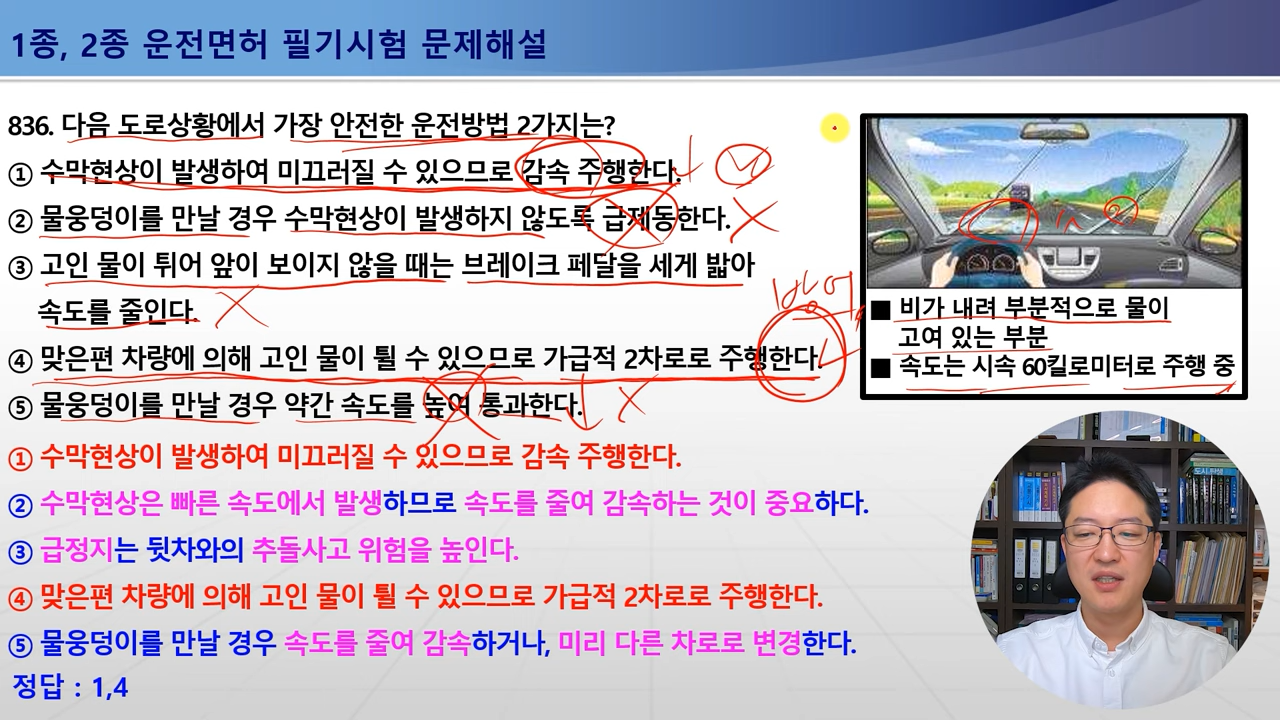 1종, 2종 운전면허 필기시험 문제해설
836. 다음 도로상황에서 가장 안전한 운전방법 2가지는?
① 수막현상이 발생하여 미끄러질 수 있으므로 감속 주행한다.
② 물웅덩이를 만날 경우 수막현상이 발생하지 않도록 급제동한다.
③ 고인 물이 튀어 앞이 보이지 않을 때는 브레이크 페달을 세게 밟아
속도를 줄인다.
④ 맞은편 차량에 의해 고인 물이 튈 수 있으므로 가급적 2차로로 주행한다.
⑤ 물웅덩이를 만날 경우 약간 속도를 높여 통과한다.
■ 비가 내려 부분적으로 물이
고여 있는 부분
■ 속도는 시속 60킬로미터로 주행 중
① 수막현상이 발생하여 미끄러질 수 있으므로 감속 주행한다.
② 수막현상은 빠른 속도에서 발생하므로 속도를 줄여 감속하는 것이 중요하다.
③ 급정지는 뒷차와의 추돌사고 위험을 높인다.
④ 맞은편 차량에 의해 고인 물이 튈 수 있으므로 가급적 2차로로 주행한다.
⑤ 물웅덩이를 만날 경우 속도를 줄여 감속하거나, 미리 다른 차로로 변경한다.
정답 : 1,4